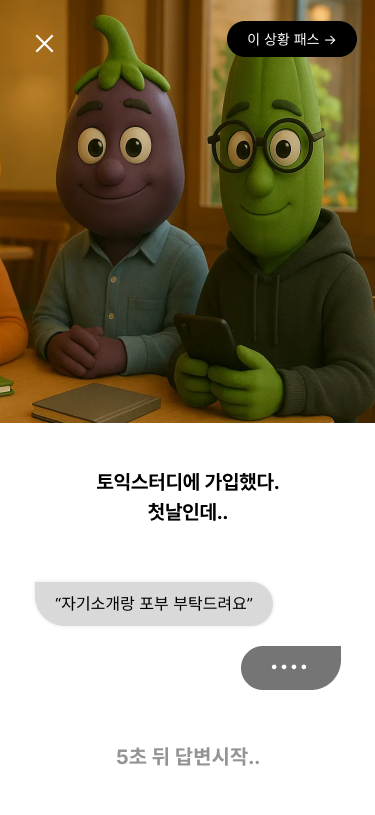 이 상황 패스 →
토익스터디에 가입했다.
첫날인데..
“자기소개랑 포부 부탁드려요”
••••
5초 뒤 답변시작..